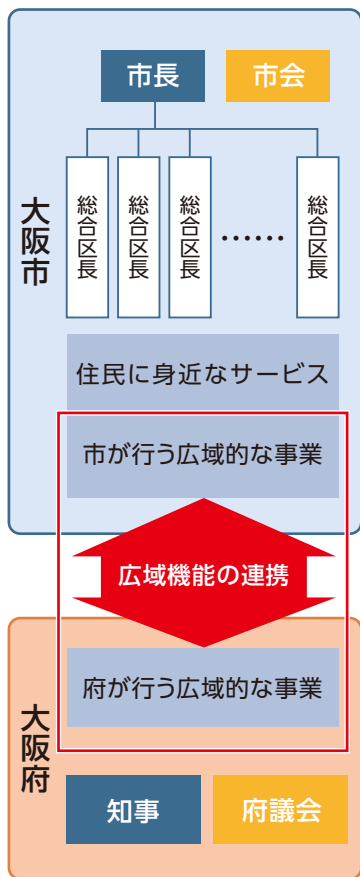 市長
市会
大阪市
総合区長
総合区長
総合区長
……
総合区長
住民に身近なサービス
市が行う広域的な事業
広域機能の連携
府が行う広域的な事業
大阪府
知事
府議会